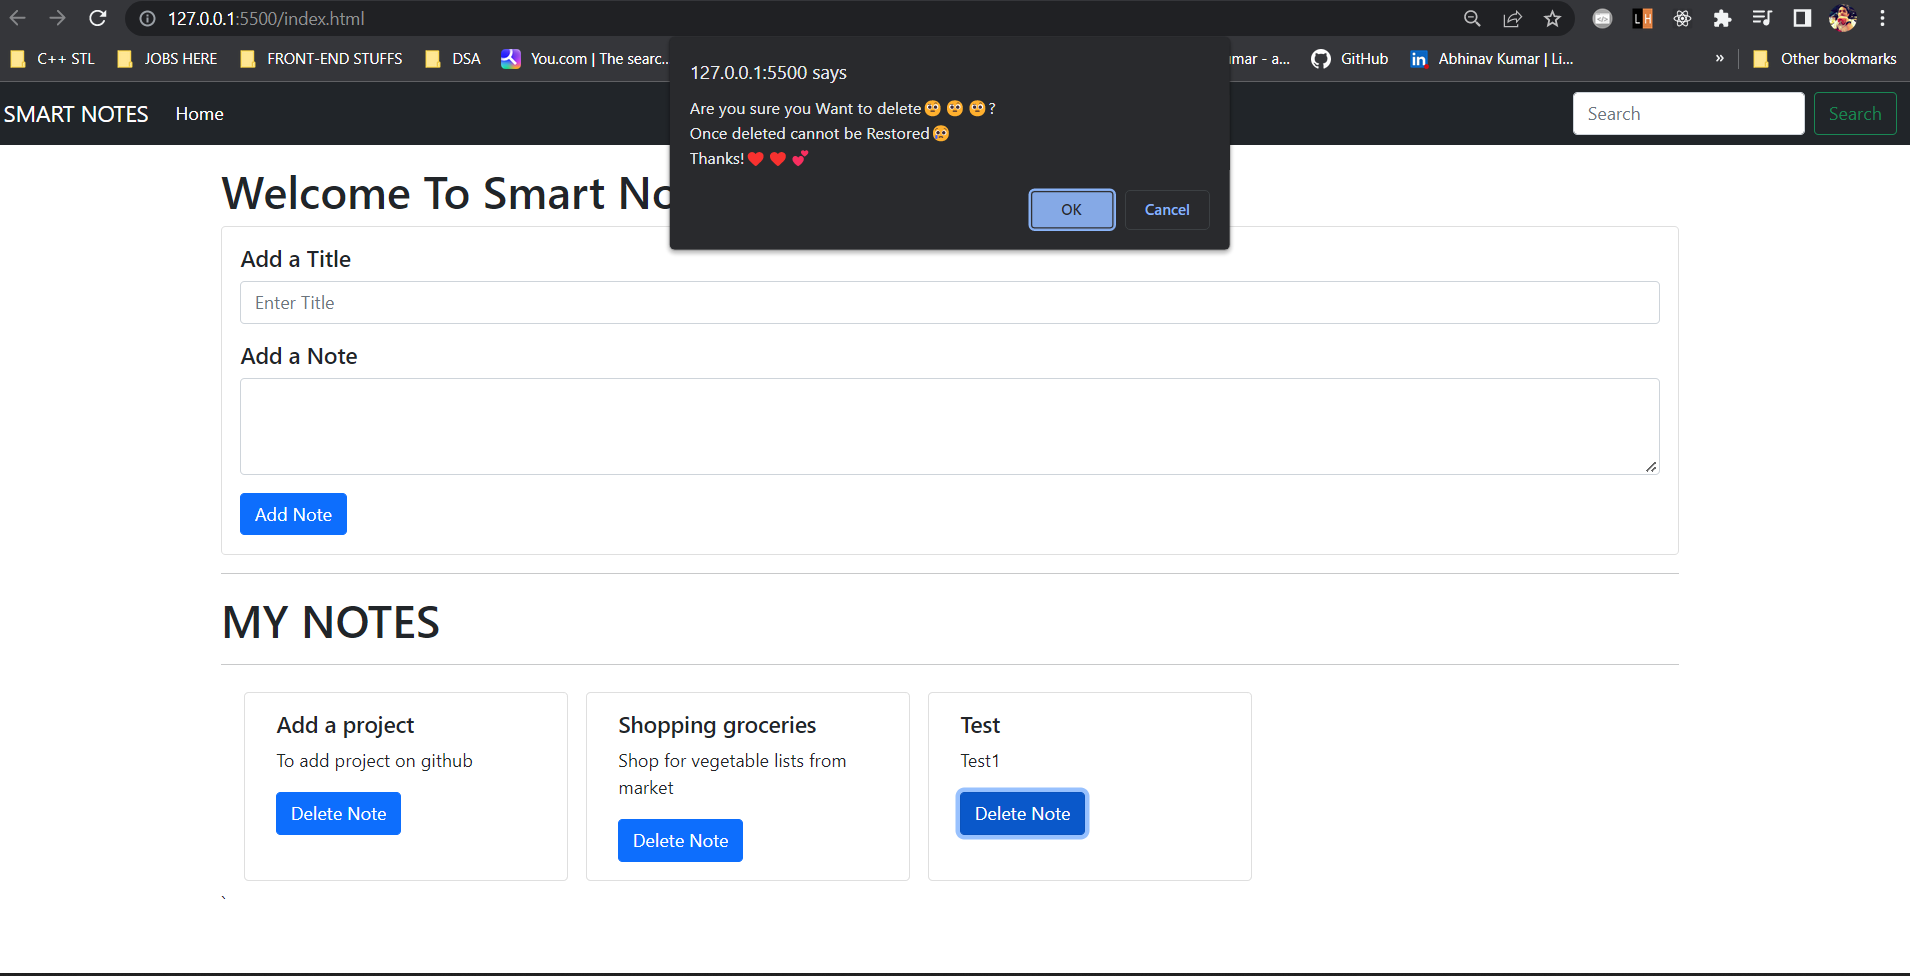 127.0.0.1:5500/index.html
C++ STL JOBS HERE FRONT-END STUFFS DSA You.com | The searc... umar - a... GitHub Abhinav Kumar | Li... » Other bookmarks
LH
127.0.0.1:5500 says
Are you sure you Want to delete🥺🥺🥺?
Once deleted cannot be Restored😢
Thanks!❤️❤️💕
OK Cancel
SMART NOTES Home Search Search
Welcome To Smart No
Add a Title
Enter Title
Add a Note
Add Note
MY NOTES
Add a project
To add project on github
Delete Note
Shopping groceries
Shop for vegetable lists from
market
Delete Note
Test
Test1
Delete Note
`